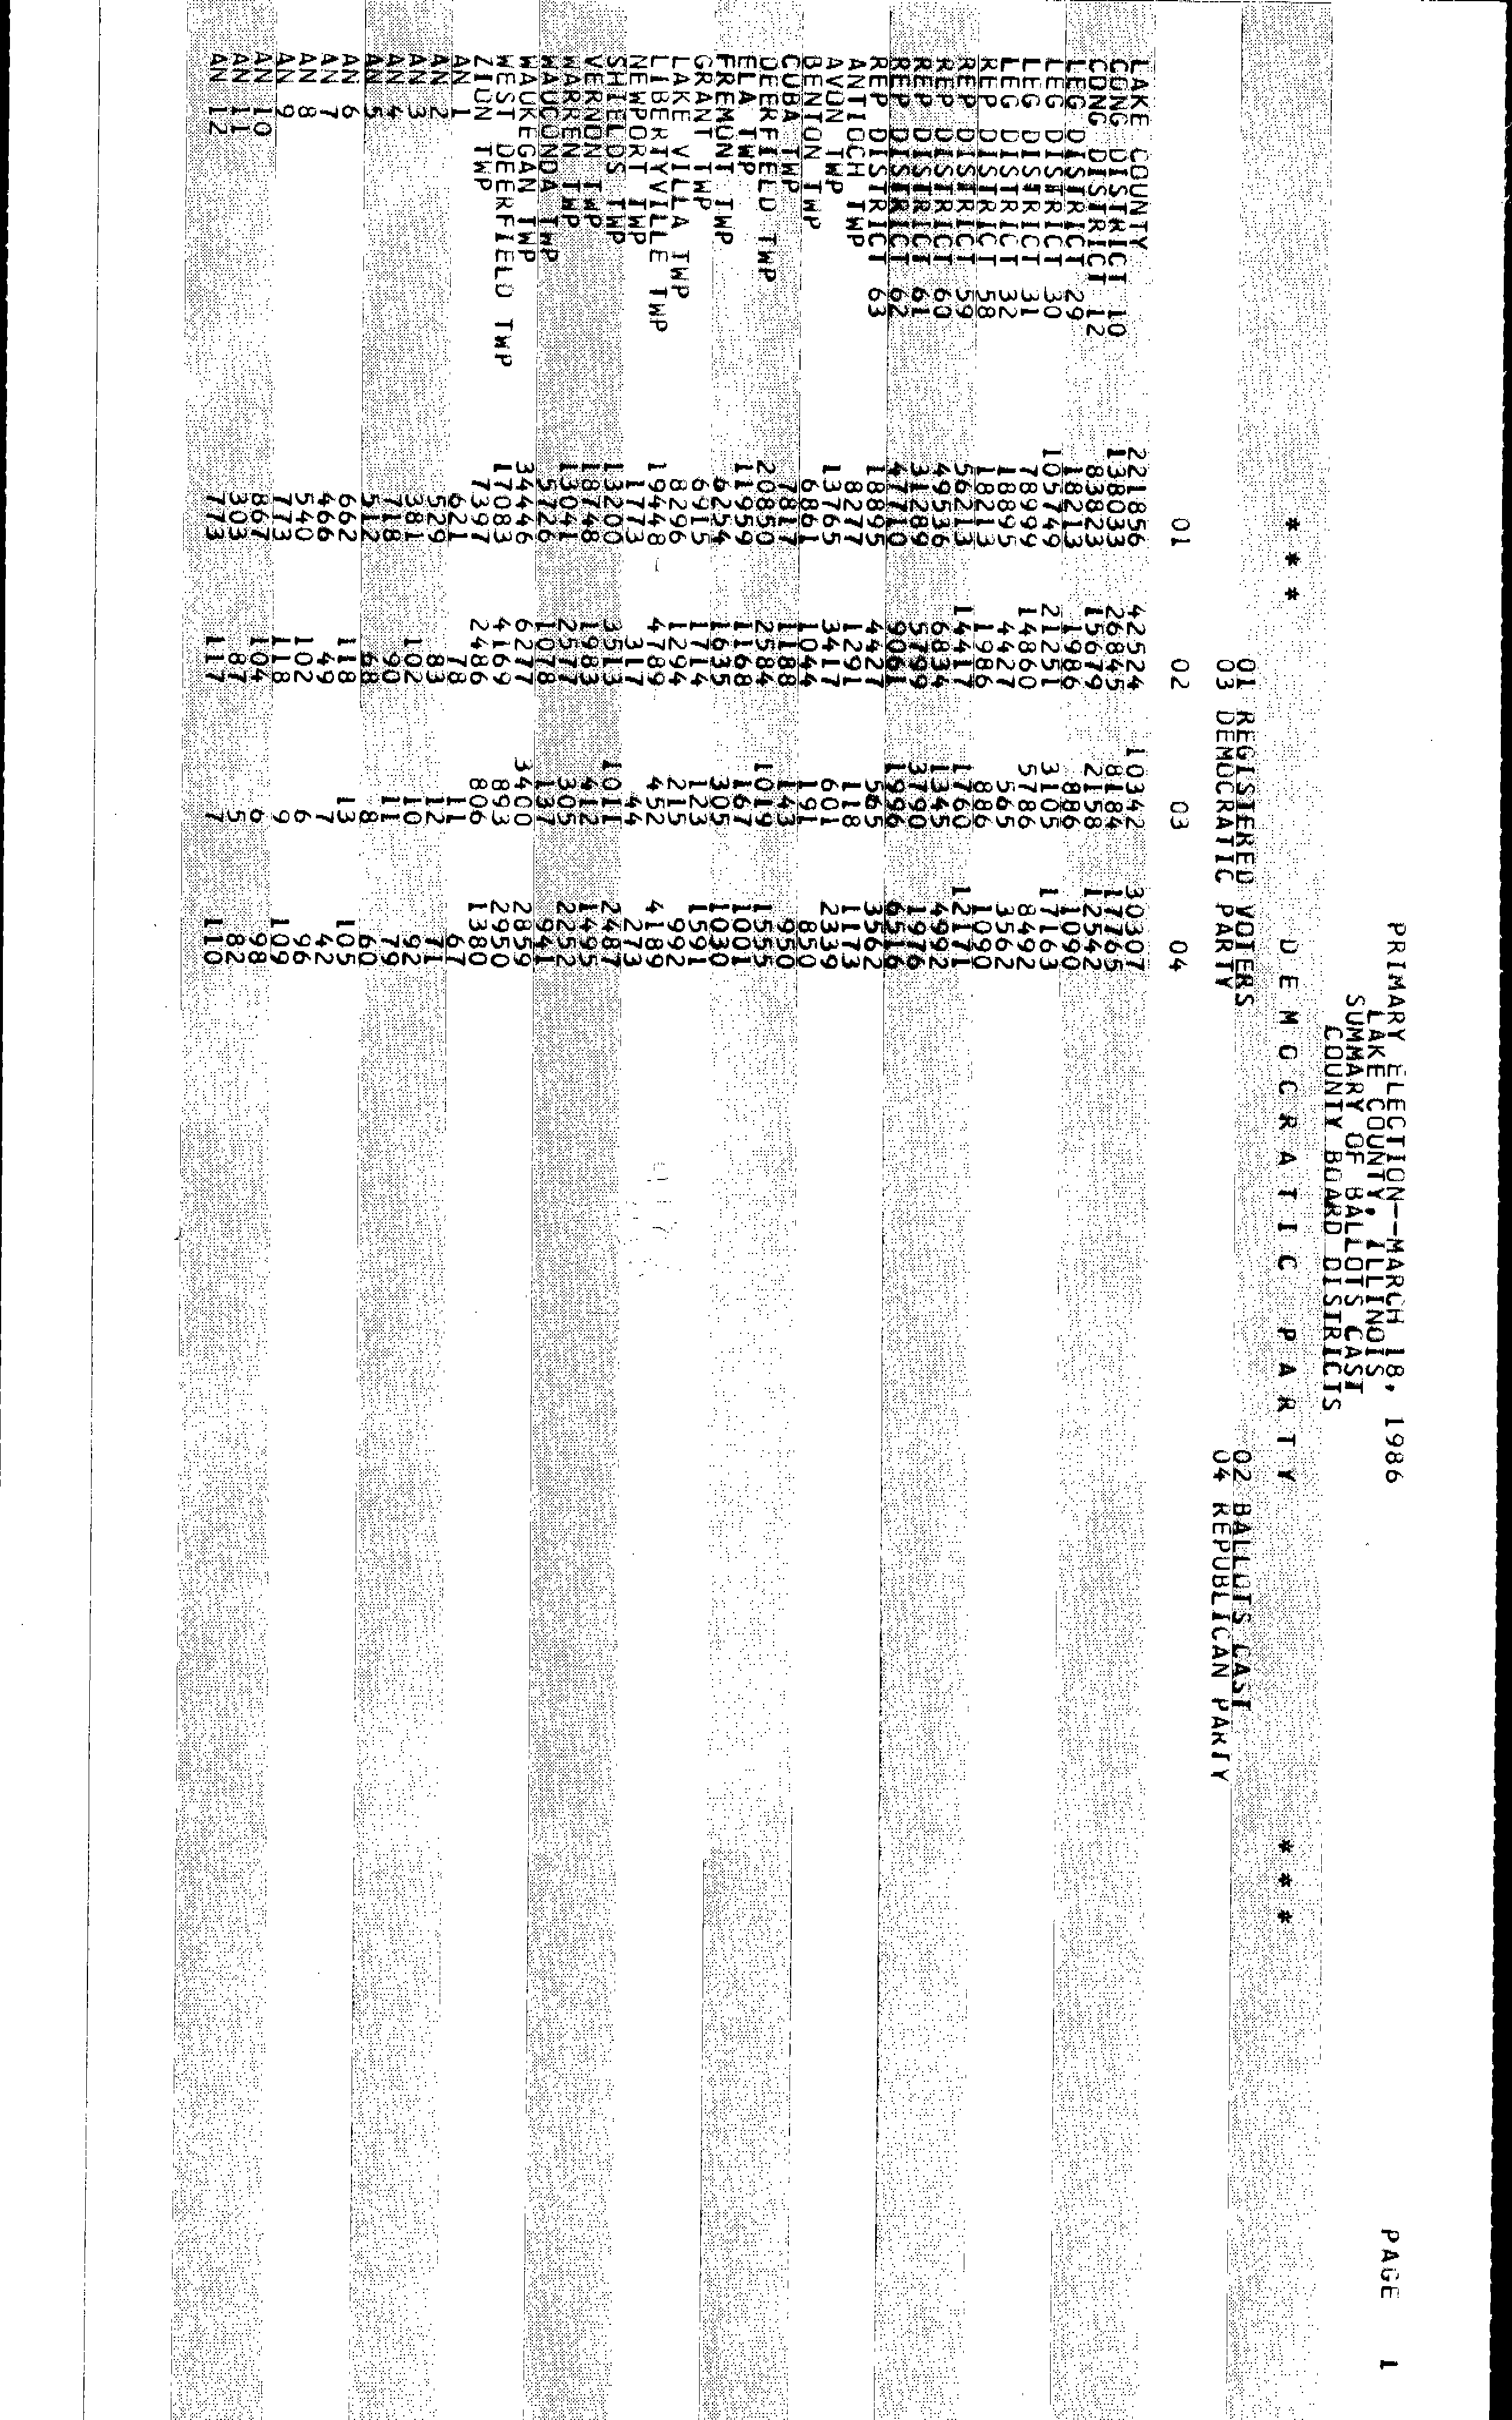 PRIMARY ELECTION--MARCH 18, 1986 PAGE 1
LAKE COUNTY, ILLINOIS
SUMMARY OF BALLOTS CAST
COUNTY BOARD DISTRICTS
* * * D E M O C R A T I C P A R T Y * * *
01 REGISTERED VOTERS 02 BALLOTS CAST
03 DEMOCRATIC PARTY 04 REPUBLICAN PARTY
01 02 03 04
LAKE COUNTY 221856 42524 10342 30307
CONG DISTRICT 10 138033 26845 8184 17765
CONG DISTRICT 12 83823 15679 2158 12542
LEG DISTRICT 29 18213 1986 886 1090
LEG DISTRICT 30 105749 21251 3105 17163
LEG DISTRICT 31 78999 14860 5786 8492
LEG DISTRICT 32 18895 4427 565 3562
REP DISTRICT 58 18213 1986 886 1090
REP DISTRICT 59 56213 14417 1760 12171
REP DISTRICT 60 49536 6834 1345 4992
REP DISTRICT 61 31289 5799 3790 1976
REP DISTRICT 62 47710 9061 1996 6516
REP DISTRICT 63 18895 4427 565 3562
ANTIOCH TWP 8277 1291 118 1173
AVON TWP 13765 3417 601 2339
BENTON TWP 6861 1044 191 850
CUBA TWP 7817 1188 143 950
DEERFIELD TWP 20850 2584 1019 1555
ELA TWP 11959 1168 167 1001
FREMONT TWP 6254 1635 305 1030
GRANT TWP 6915 1714 123 1591
LAKE VILLA TWP 8296 1294 215 992
LIBERTYVILLE TWP 19448 4789 452 4189
NEWPORT TWP 1773 317 44 273
SHIELDS TWP 13200 3513 1011 2487
VERNON TWP 18748 1983 412 1495
WARREN TWP 13041 2577 305 2252
WAUCONDA TWP 5726 1078 137 941
WAUKEGAN TWP 34446 6277 3400 2859
WEST DEERFIELD TWP 17083 4169 893 2950
ZION TWP 7397 2486 806 1380
AN 1 621 78 11 67
AN 2 529 83 12 71
AN 3 381 102 10 92
AN 4 718 90 11 79
AN 5 512 68 8 60
AN 6 662 118 13 105
AN 7 466 49 7 42
AN 8 540 102 6 96
AN 9 773 118 9 109
AN 10 867 104 6 98
AN 11 303 87 5 82
AN 12 773 117 7 110